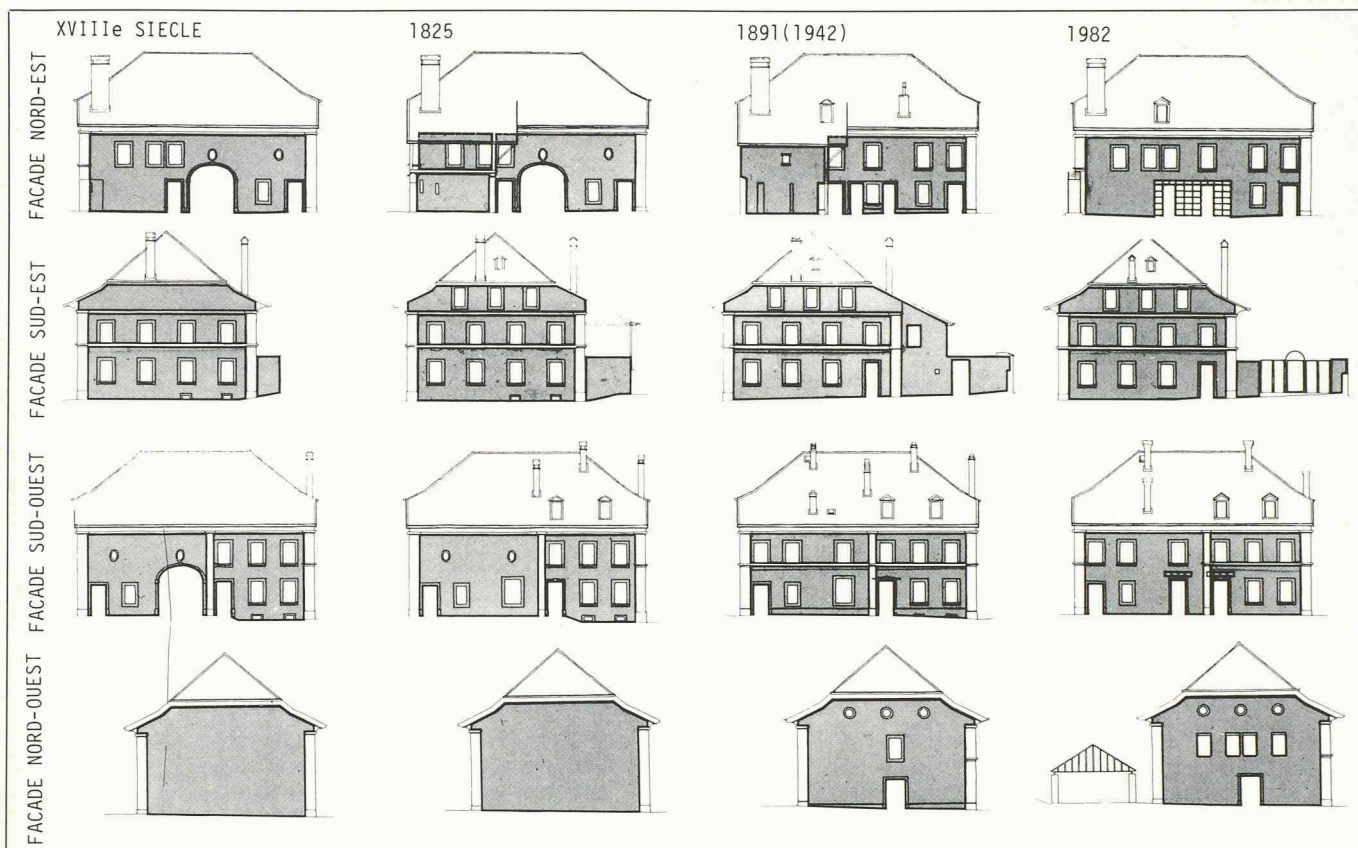 XVIIIe SIECLE
1825
1891(1942)
1982
FACADE NORD-EST
FACADE SUD-EST
FACADE SUD-OUEST
FACADE NORD-OUEST